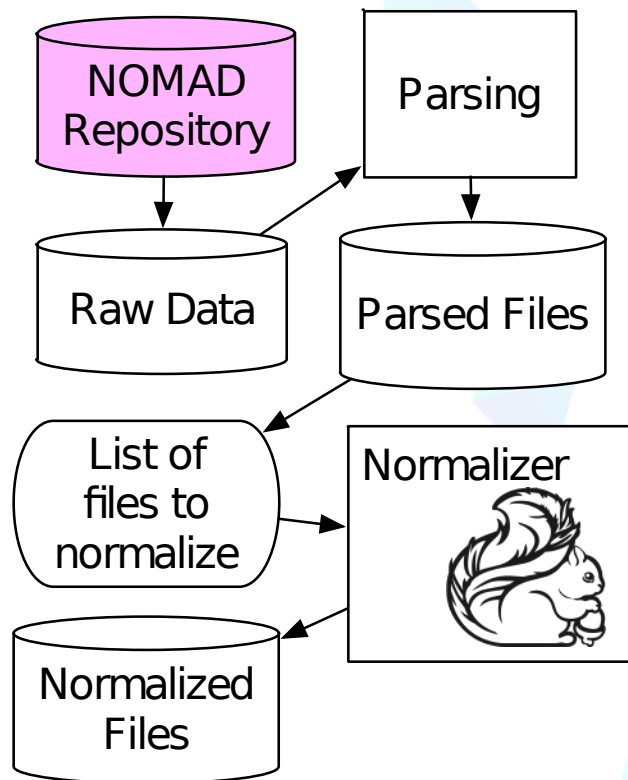 NOMAD
Repository
Parsing
Raw Data
Parsed Files
List of
files to
normalize
Normalizer
Normalized
Files